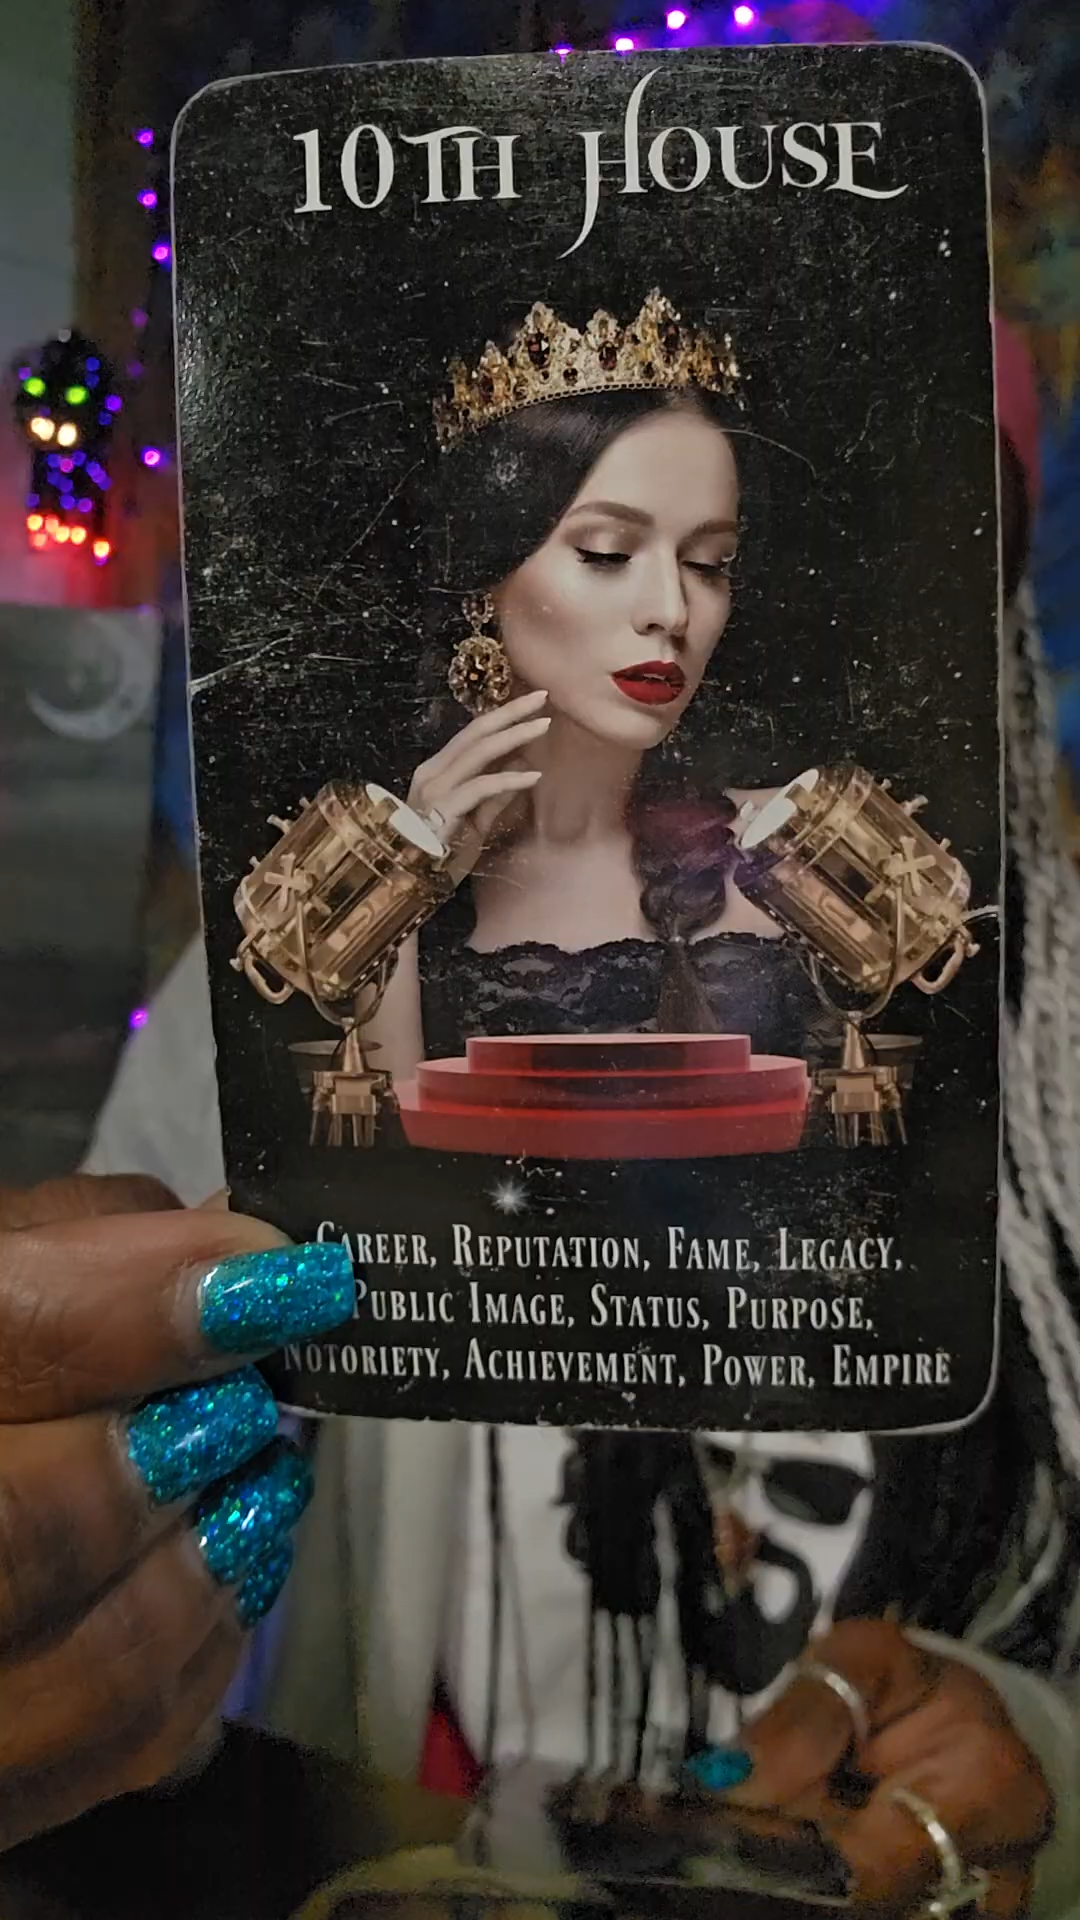 10TH HOUSE
CAREER, REPUTATION, FAME, LEGACY,
PUBLIC IMAGE, STATUS, PURPOSE,
NOTORIETY, ACHIEVEMENT, POWER, EMPIRE